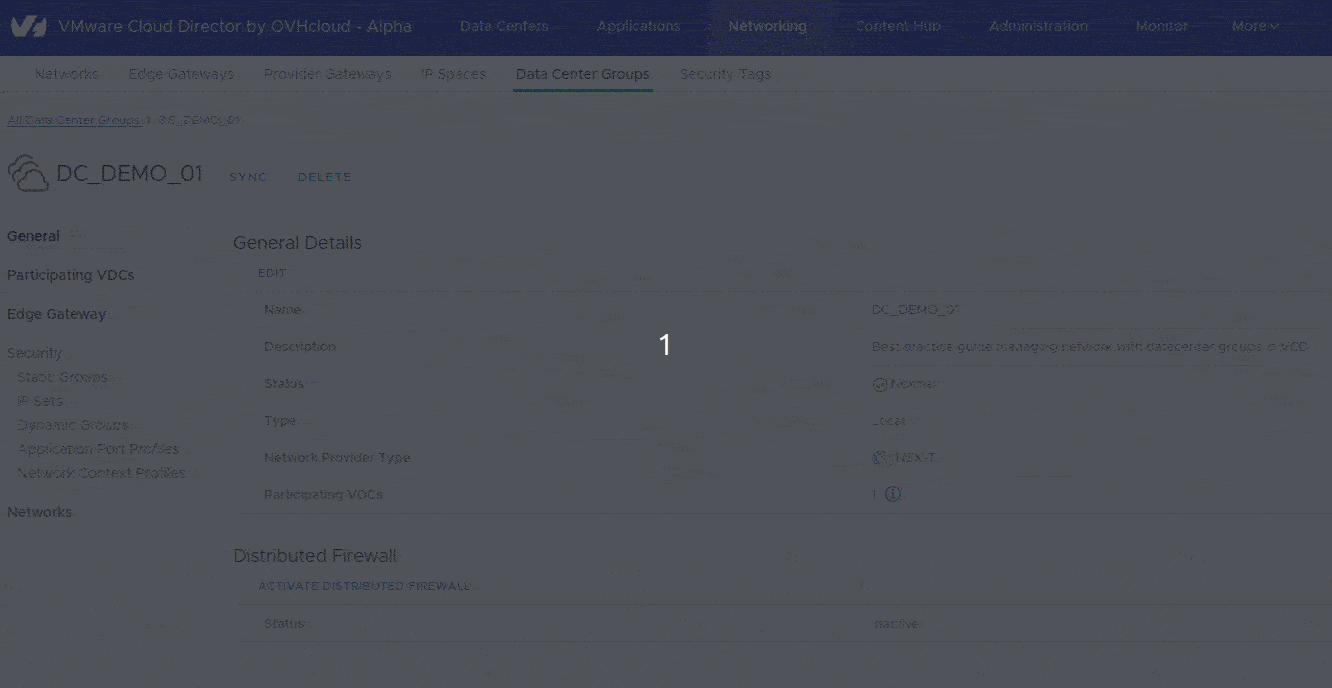 VMware Cloud Director by OVHcloud - Alpha Data Centers Applications Networking Content Hub Administration Monitor More
Networks Edge Gateways Provider Gateways IP Spaces Data Center Groups Security Tags
All Data Center Groups > DC_DEMO_01
DC_DEMO_01 SYNC DELETE
General
Participating VDCs
Edge Gateway
Security
Static Groups
IP Sets
Dynamic Groups
Application Port Profiles
Network Context Profiles
Networks
General Details
EDIT
Name DC_DEMO_01
Description Best practice guide managing network with datacenter groups in VCD
Status Normal
Type Local
Network Provider Type NSX-T
Participating VDCs 1
Distributed Firewall
ACTIVATE DISTRIBUTED FIREWALL
Status Inactive
1